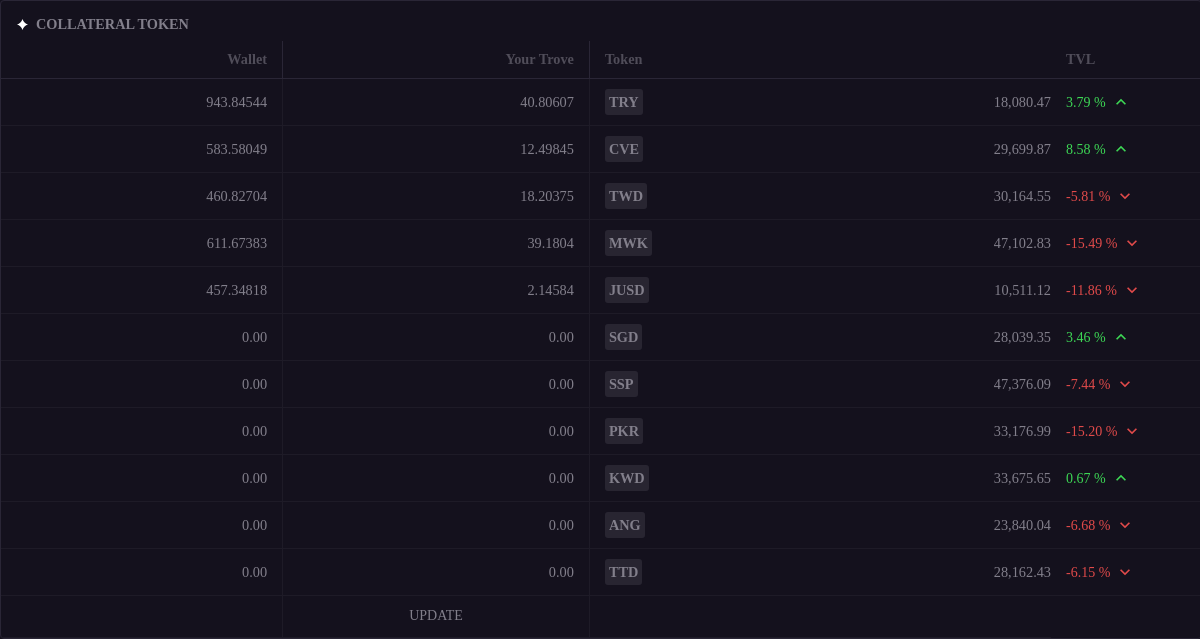 COLLATERAL TOKEN
Wallet Your Trove Token TVL
943.84544 40.80607 TRY 18,080.47 3.79 %
583.58049 12.49845 CVE 29,699.87 8.58 %
460.82704 18.20375 TWD 30,164.55 -5.81 %
611.67383 39.1804 MWK 47,102.83 -15.49 %
457.34818 2.14584 JUSD 10,511.12 -11.86 %
0.00 0.00 SGD 28,039.35 3.46 %
0.00 0.00 SSP 47,376.09 -7.44 %
0.00 0.00 PKR 33,176.99 -15.20 %
0.00 0.00 KWD 33,675.65 0.67 %
0.00 0.00 ANG 23,840.04 -6.68 %
0.00 0.00 TTD 28,162.43 -6.15 %
UPDATE